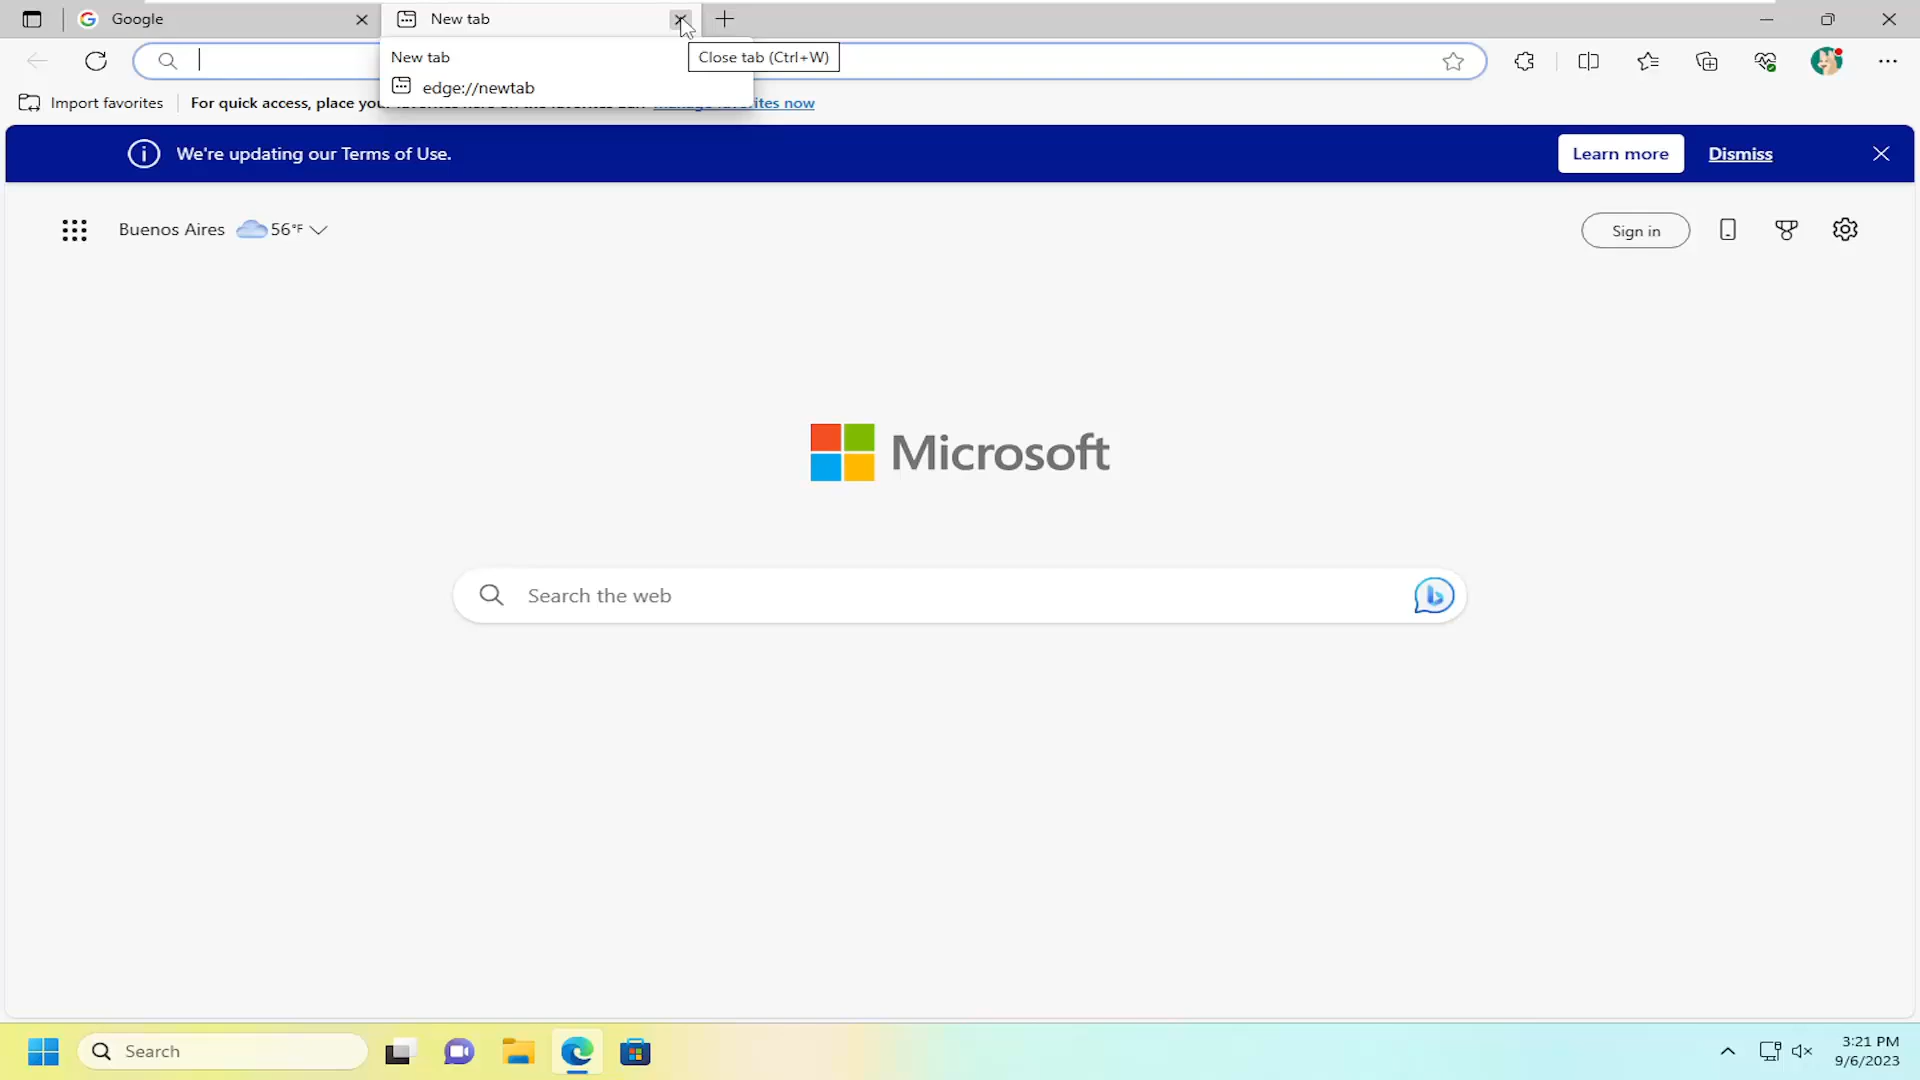 Google
New tab
New tab
edge://newtab
Close tab (Ctrl+W)
Import favorites
For quick access, place
ites now
We're updating our Terms of Use.
Learn more
Dismiss
Buenos Aires
56°F
Sign in
Microsoft
Search the web
Search
3:21 PM
9/6/2023